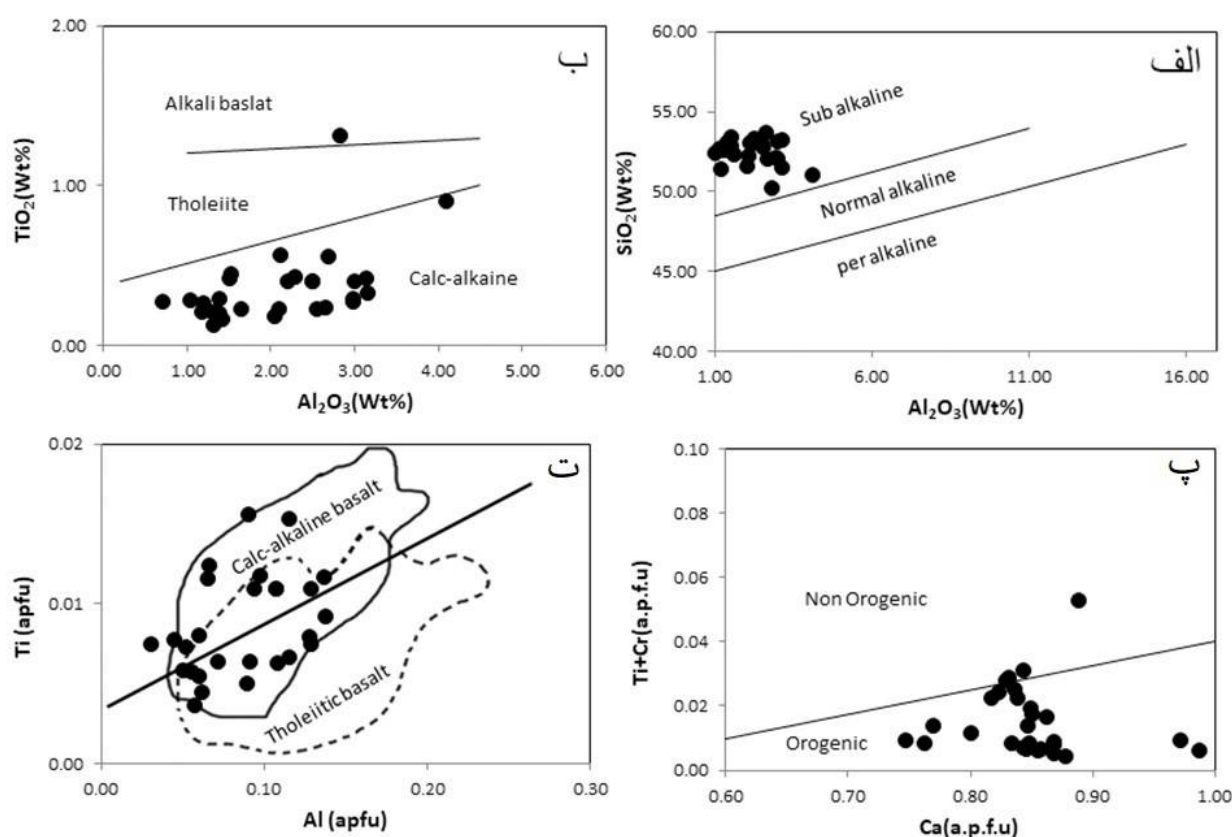 2.00
1.00
0.00
TiO₂(Wt%)
ب
Alkali baslat
Tholeiite
Calc-alkaine
0.00 1.00 2.00 3.00 4.00 5.00 6.00
Al₂O₃(Wt%)
60.00
55.00
50.00
45.00
40.00
SiO₂(Wt%)
الف
Sub alkaline
Normal alkaline
per alkaline
1.00 6.00 11.00 16.00
Al₂O₃(Wt%)
0.02
0.01
0.00
Ti (apfu)
ت
Calc-alkaline basalt
Tholeiitic basalt
0.00 0.10 0.20 0.30
Al (apfu)
0.10
0.08
0.06
0.04
0.02
0.00
Ti+Cr(a.p.f.u)
پ
Non Orogenic
Orogenic
0.60 0.70 0.80 0.90 1.00
Ca(a.p.f.u)